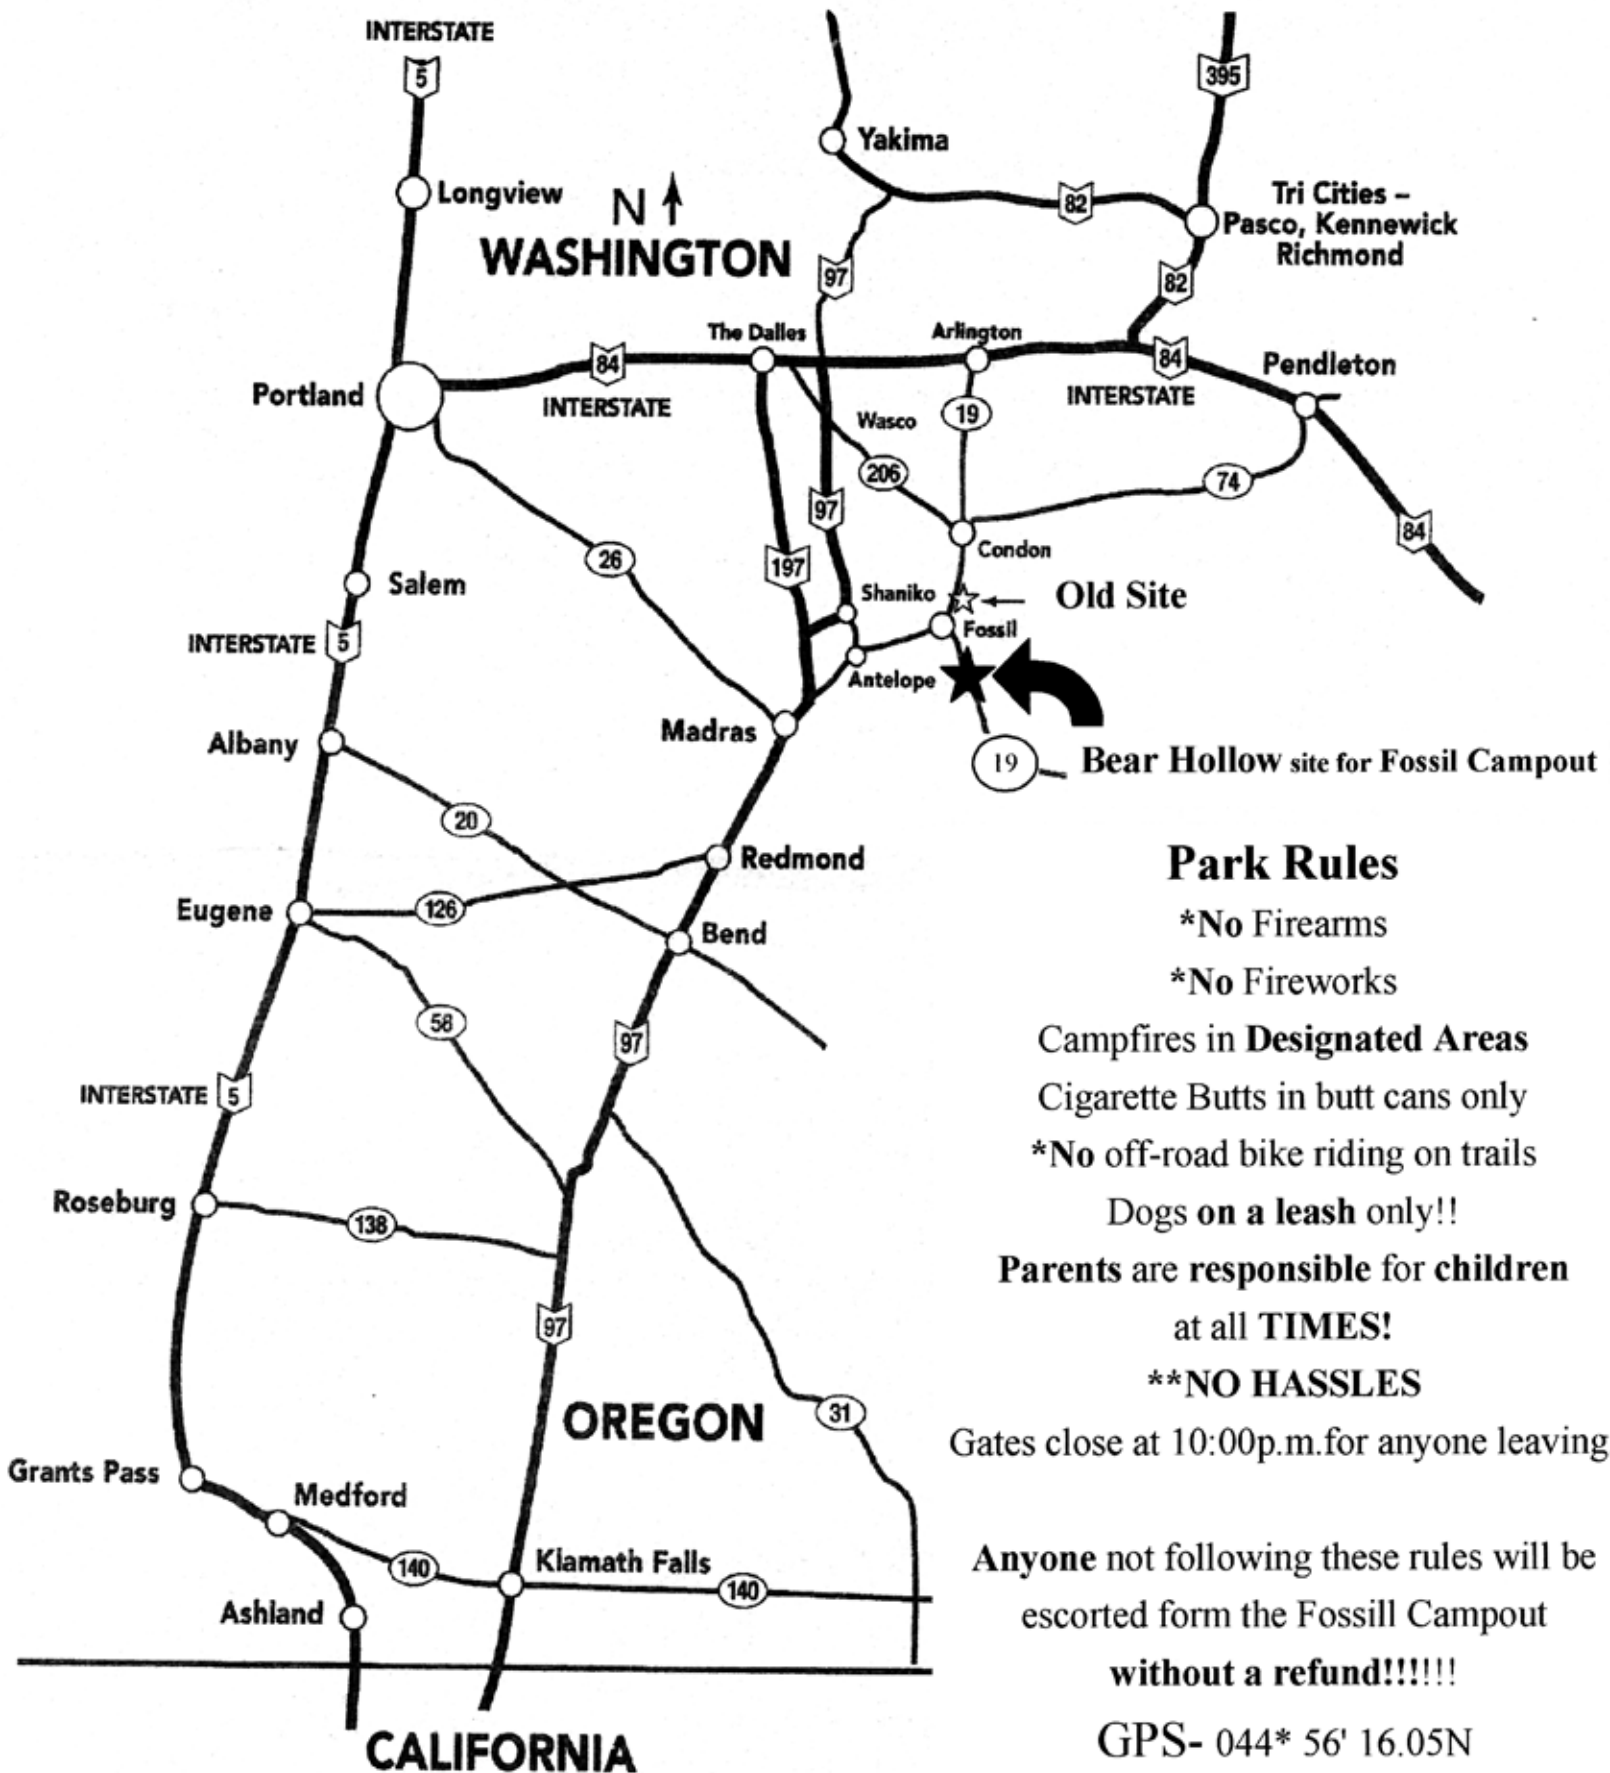 INTERSTATE
5
395
Yakima
Longview
N
82
Tri Cities –
Pasco, Kennewick
Richmond
WASHINGTON
97
82
The Dalles
Arlington
84
84
Pendleton
Portland
INTERSTATE
INTERSTATE
19
Wasco
206
74
97
84
26
197
Condon
Salem
Shaniko
Old Site
INTERSTATE 5
Fossil
Antelope
Madras
Albany
19
Bear Hollow site for Fossil Campout
20
Redmond
Park Rules
Eugene
126
*No Firearms
Bend
*No Fireworks
58
97
Campfires in Designated Areas
INTERSTATE 5
Cigarette Butts in butt cans only
*No off-road bike riding on trails
Roseburg
138
Dogs on a leash only!!
Parents are responsible for children
97
at all TIMES!
**NO HASSLES
OREGON
31
Gates close at 10:00p.m.for anyone leaving
Grants Pass
Medford
140
Klamath Falls
140
Anyone not following these rules will be
Ashland
escorted form the Fossill Campout
without a refund!!!!!!
CALIFORNIA
GPS- 044* 56' 16.05N